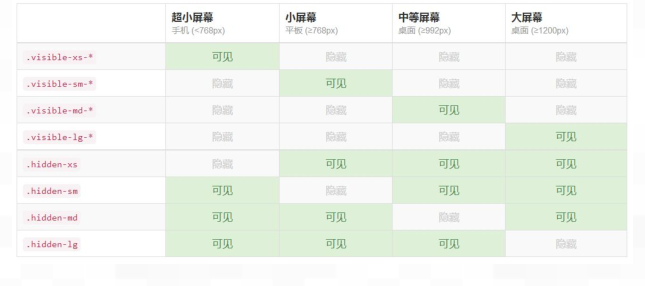 超小屏幕 小屏幕 中等屏幕 大屏幕
手机 (<768px) 平板 (≥768px) 桌面 (≥992px) 桌面 (≥1200px)
.visible-xs-* 可见 隐藏 隐藏 隐藏
.visible-sm-* 隐藏 可见 隐藏 隐藏
.visible-md-* 隐藏 隐藏 可见 隐藏
.visible-lg-* 隐藏 隐藏 隐藏 可见
.hidden-xs 隐藏 可见 可见 可见
.hidden-sm 可见 隐藏 可见 可见
.hidden-md 可见 可见 隐藏 可见
.hidden-lg 可见 可见 可见 隐藏